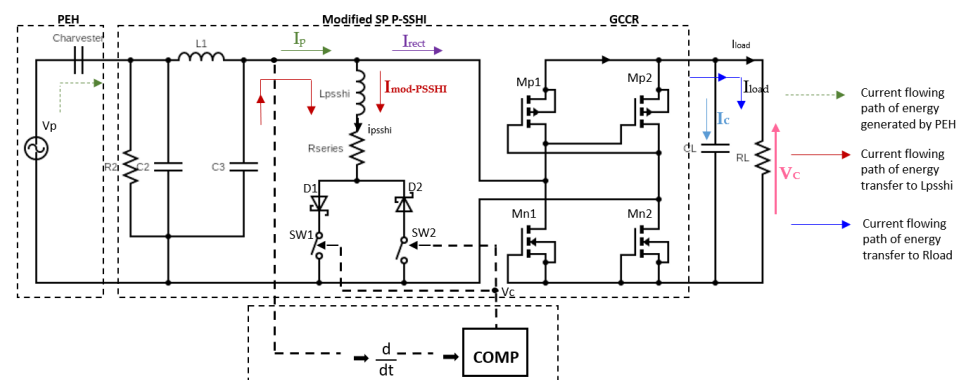 PEH
Modified SP P-SSHI
GCCR
Charvester
L1
Ip
Irect
Iload
Mp1
Mp2
Lpsshi
Imod-PSSHI
Iload
Current flowing
path of energy
generated by PEH
Vp
ipsshi
Ic
R2
C2
C3
Rseries
CL
RL
Vc
Current flowing
path of energy
transfer to Lpsshi
D1
D2
SW1
SW2
Mn1
Mn2
Current flowing
path of energy
transfer to Rload
Vc
d
dt
COMP